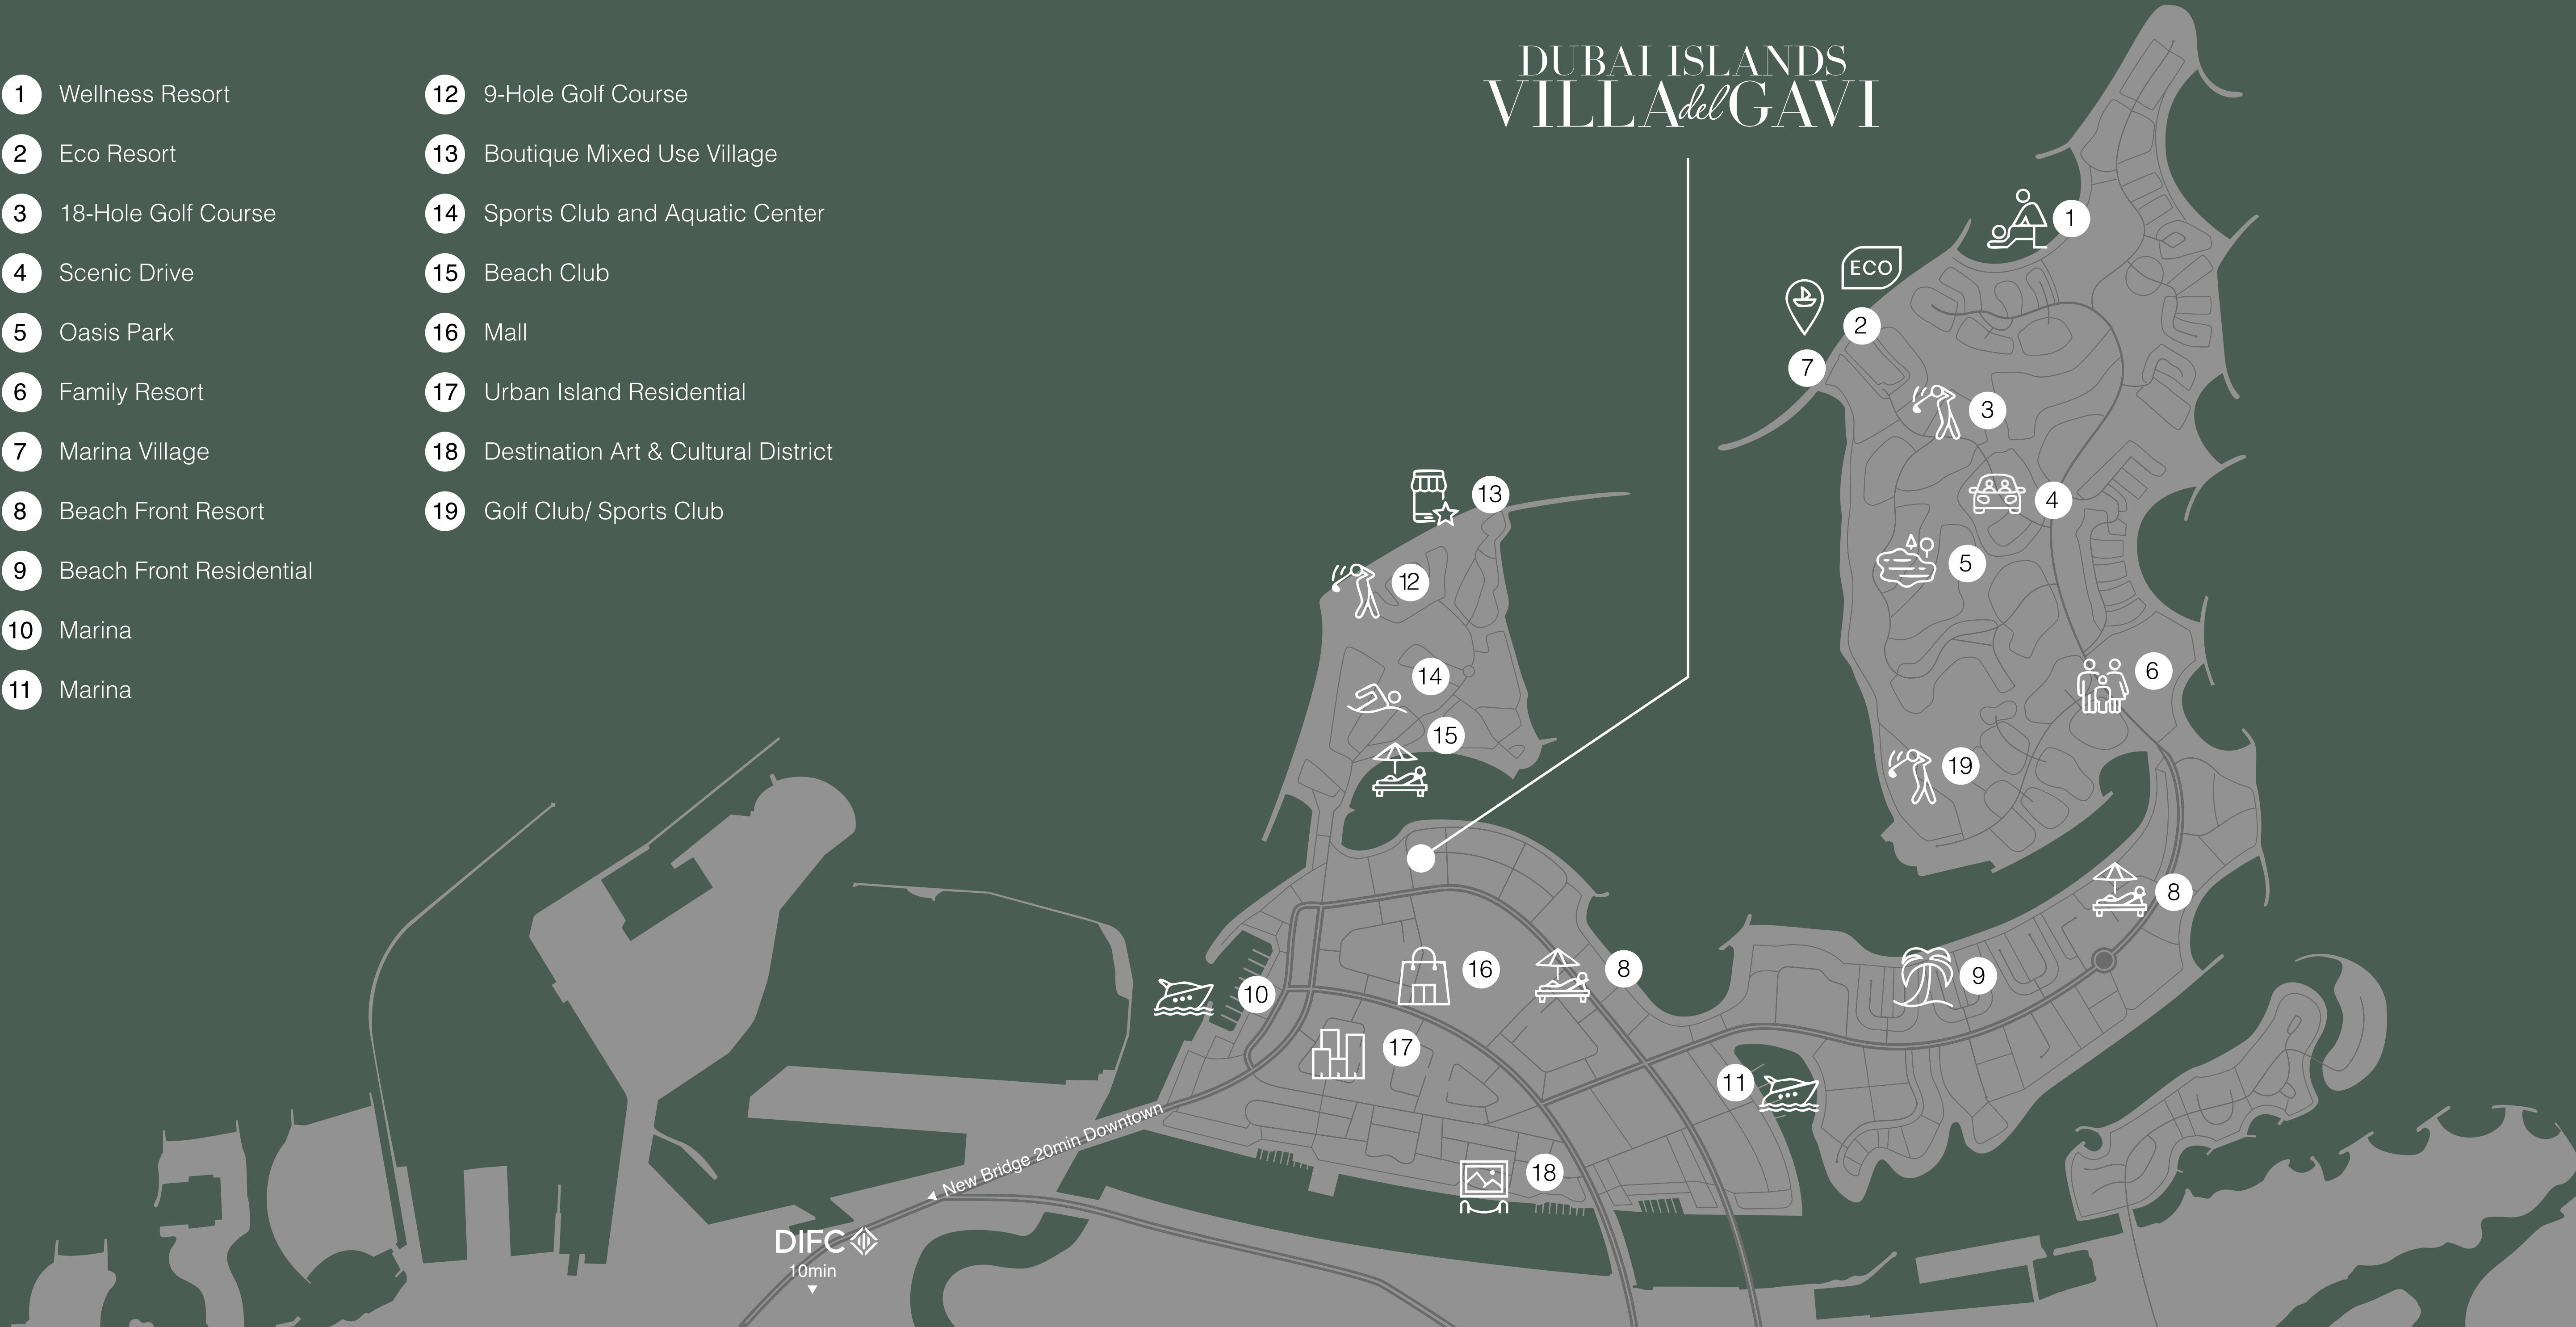 DUBAI ISLANDS
VILLA del GAVI
1 Wellness Resort
2 Eco Resort
3 18-Hole Golf Course
4 Scenic Drive
5 Oasis Park
6 Family Resort
7 Marina Village
8 Beach Front Resort
9 Beach Front Residential
10 Marina
11 Marina
12 9-Hole Golf Course
13 Boutique Mixed Use Village
14 Sports Club and Aquatic Center
15 Beach Club
16 Mall
17 Urban Island Residential
18 Destination Art & Cultural District
19 Golf Club/ Sports Club
1
ECO
2
7
3
13
4
5
12
6
14
15
19
8
16
8
9
10
17
11
New Bridge 20min Downtown
18
DIFC
10min